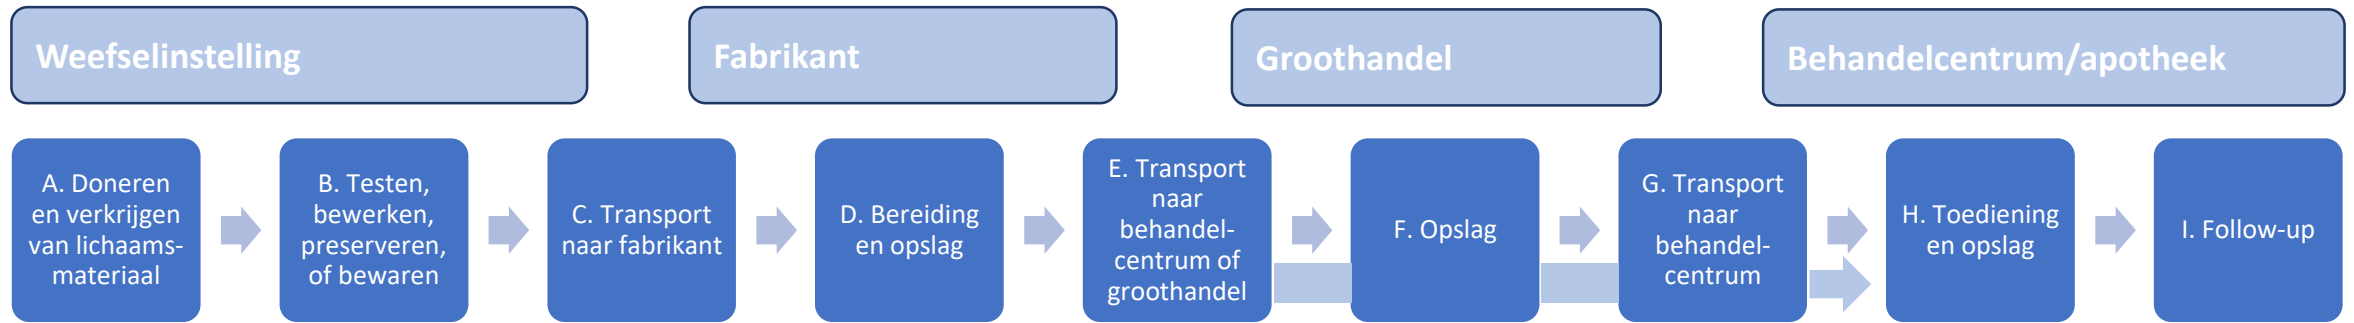 Weefselinstelling
Fabrikant
Groothandel
Behandelcentrum/apotheek
A. Doneren
en verkrijgen
van lichaams-
materiaal
B. Testen,
bewerken,
preserveren,
of bewaren
C. Transport
naar fabrikant
D. Bereiding
en opslag
E. Transport
naar
behandel-
centrum of
groothandel
F. Opslag
G. Transport
naar
behandel-
centrum
H. Toediening
en opslag
I. Follow-up